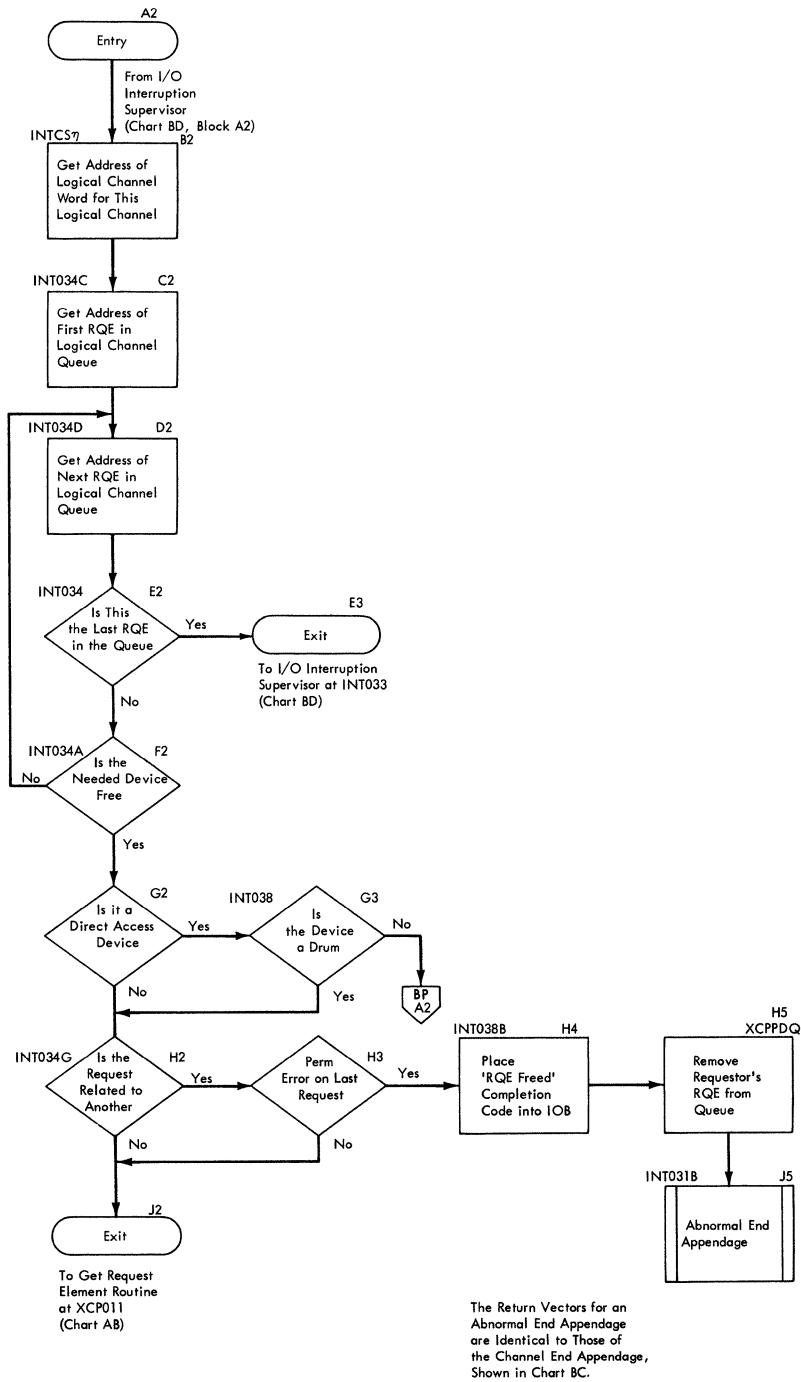 A2
Entry
From I/O
Interruption
Supervisor
(Chart BD, Block A2)
INTCSη
B2
Get Address of
Logical Channel
Word for This
Logical Channel
INT034C
C2
Get Address of
First RQE in
Logical Channel
Queue
INT034D
D2
Get Address of
Next RQE in
Logical Channel
Queue
INT034
E2
Is This
the Last RQE
in the Queue
Yes
E3
Exit
To I/O Interruption
Supervisor at INT033
(Chart BD)
No
INT034A
F2
Is the
Needed Device
Free
No
Yes
G2
Is it a
Direct Access
Device
Yes
INT038
G3
Is
the Device
a Drum
No
BP
A2
No
Yes
INT034G
H2
Is the
Request
Related to
Another
Yes
H3
Perm
Error on Last
Request
Yes
INT038B
H4
Place
'RQE Freed'
Completion
Code into IOB
H5
XCPPDQ
Remove
Requestor's
RQE from
Queue
No
No
INT031B
J5
Abnormal End
Appendage
J2
Exit
To Get Request
Element Routine
at XCP011
(Chart AB)
The Return Vectors for an
Abnormal End Appendage
are Identical to Those of
the Channel End Appendage,
Shown in Chart BC.